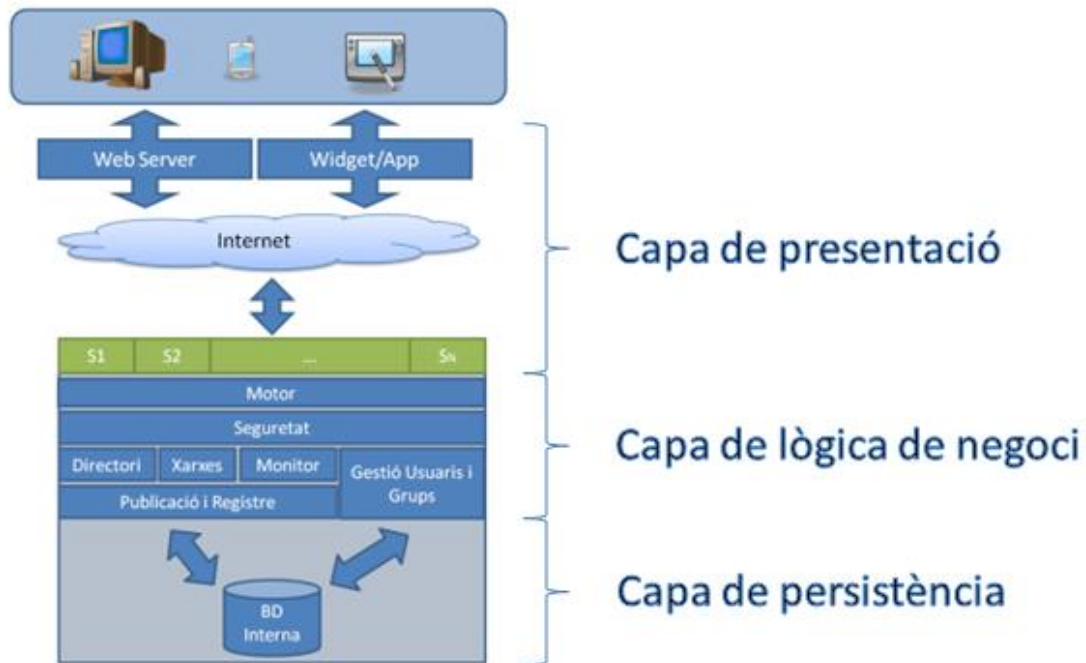 Web Server
Widget/App
Internet
Capa de presentació
S1
S2
...
SN
Motor
Seguretat
Directori
Xarxes
Monitor
Gestió Usuaris i
Grups
Publicació i Registre
Capa de lògica de negoci
BD
Interna
Capa de persistència